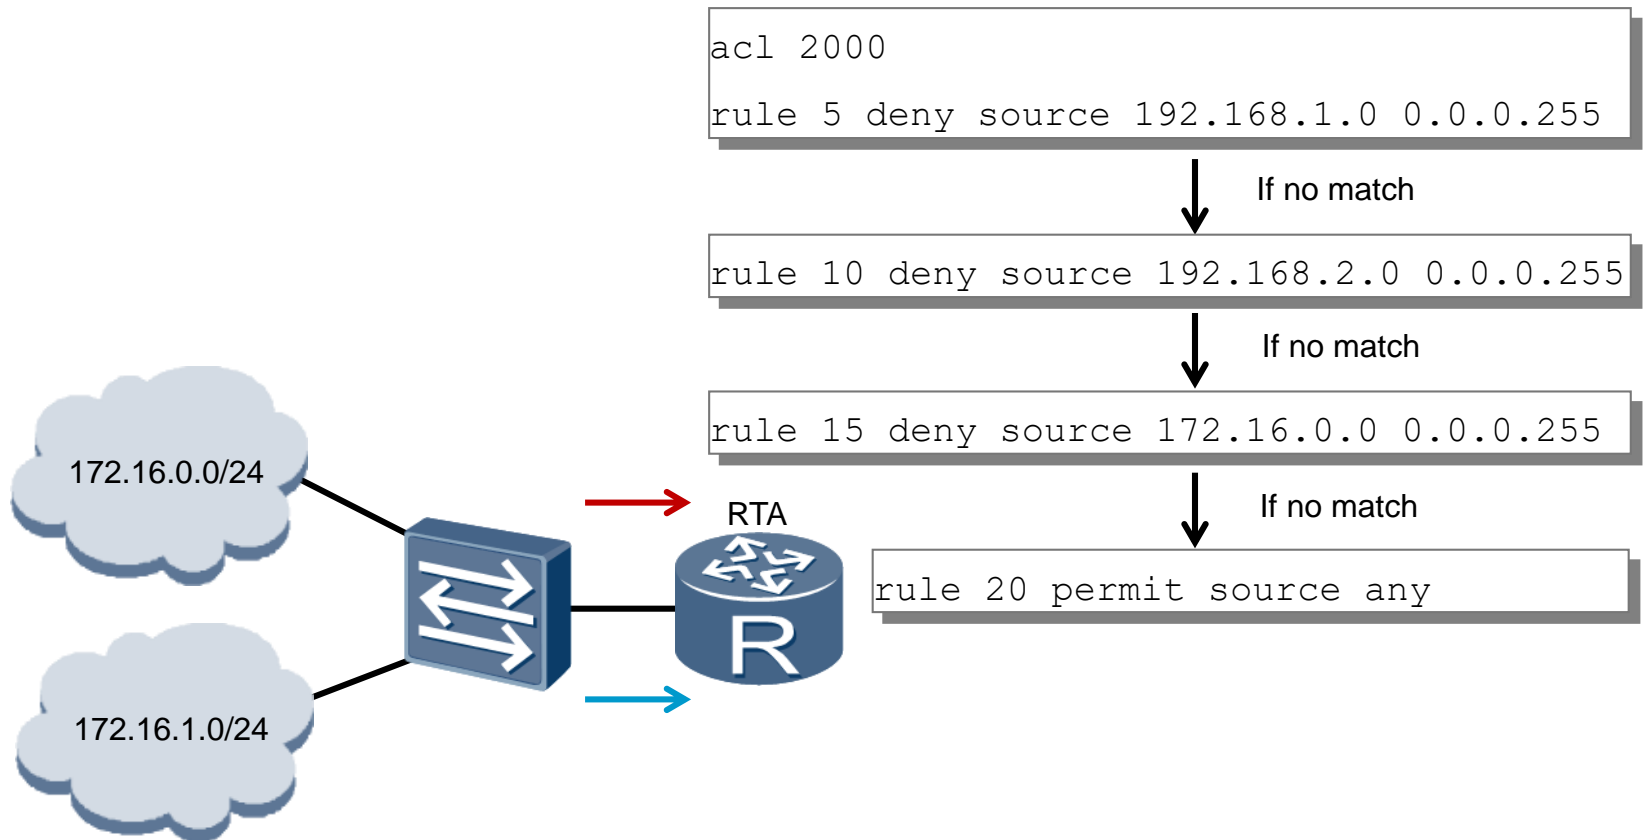 acl 2000
rule 5 deny source 192.168.1.0 0.0.0.255
If no match
rule 10 deny source 192.168.2.0 0.0.0.255
If no match
rule 15 deny source 172.16.0.0 0.0.0.255
If no match
rule 20 permit source any
172.16.0.0/24
RTA
R
172.16.1.0/24